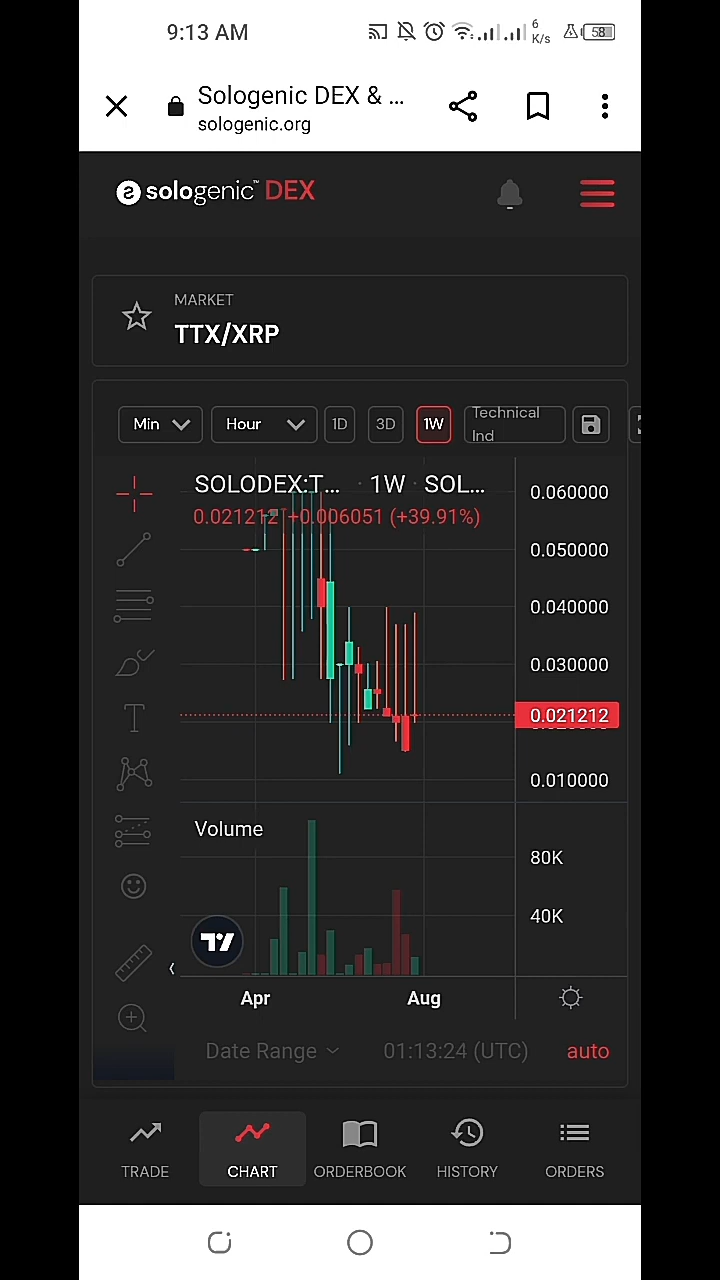 9:13 AM
6
K/s
58
Sologenic DEX & ...
sologenic.org
sologenic™ DEX
MARKET
TTX/XRP
Min
Hour
1D
3D
1W
Technical
Ind
SOLODEX:T... · 1W · SOL...
0.021212 +0.006051 (+39.91%)
0.060000
0.050000
0.040000
0.030000
0.021212
0.010000
Volume
80K
40K
Apr
Aug
Date Range
01:13:24 (UTC)
auto
TRADE
CHART
ORDERBOOK
HISTORY
ORDERS